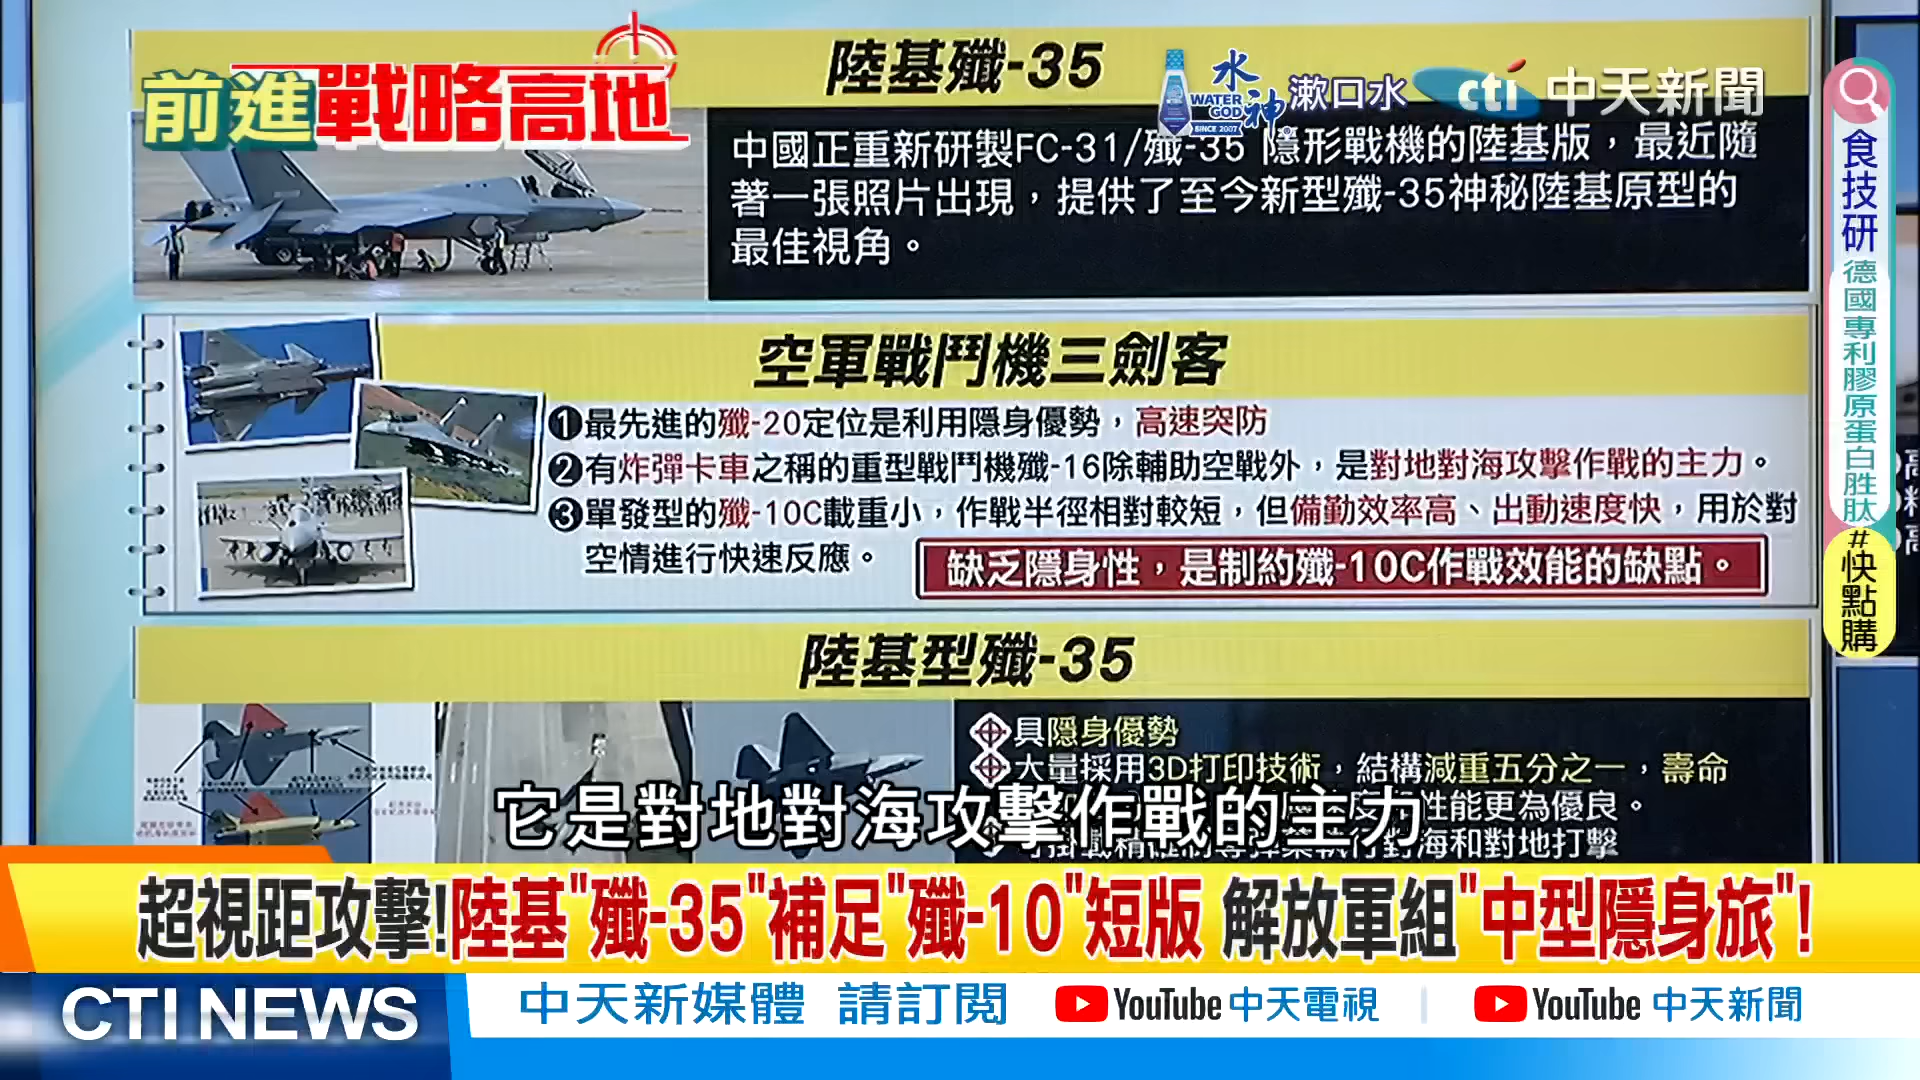 前進戰略高地
陸基殲-35
水神
WATER GOD
SINCE 2007
漱口水
cti 中天新聞
中國正重新研製FC-31/殲-35 隱形戰機的陸基版，最近隨
著一張照片出現，提供了至今新型殲-35神秘陸基原型的
最佳視角。
食技研
德國專利膠原蛋白胜肽
#快點購
空軍戰鬥機三劍客
①最先進的殲-20定位是利用隱身優勢，高速突防
②有炸彈卡車之稱的重型戰鬥機殲-16除輔助空戰外，是對地對海攻擊作戰的主力。
③單發型的殲-10C載重小，作戰半徑相對較短，但備勤效率高、出動速度快，用於對
空情進行快速反應。
缺乏隱身性，是制約殲-10C作戰效能的缺點。
陸基型殲-35
具隱身優勢
大量採用3D打印技術，結構減重五分之一，壽命
性能更為優良。
海和對地打擊
它是對地對海攻擊作戰的主力
超視距攻擊!陸基"殲-35"補足"殲-10"短版 解放軍組"中型隱身旅"!
CTI NEWS
中天新媒體 請訂閱 YouTube 中天電視 | YouTube 中天新聞